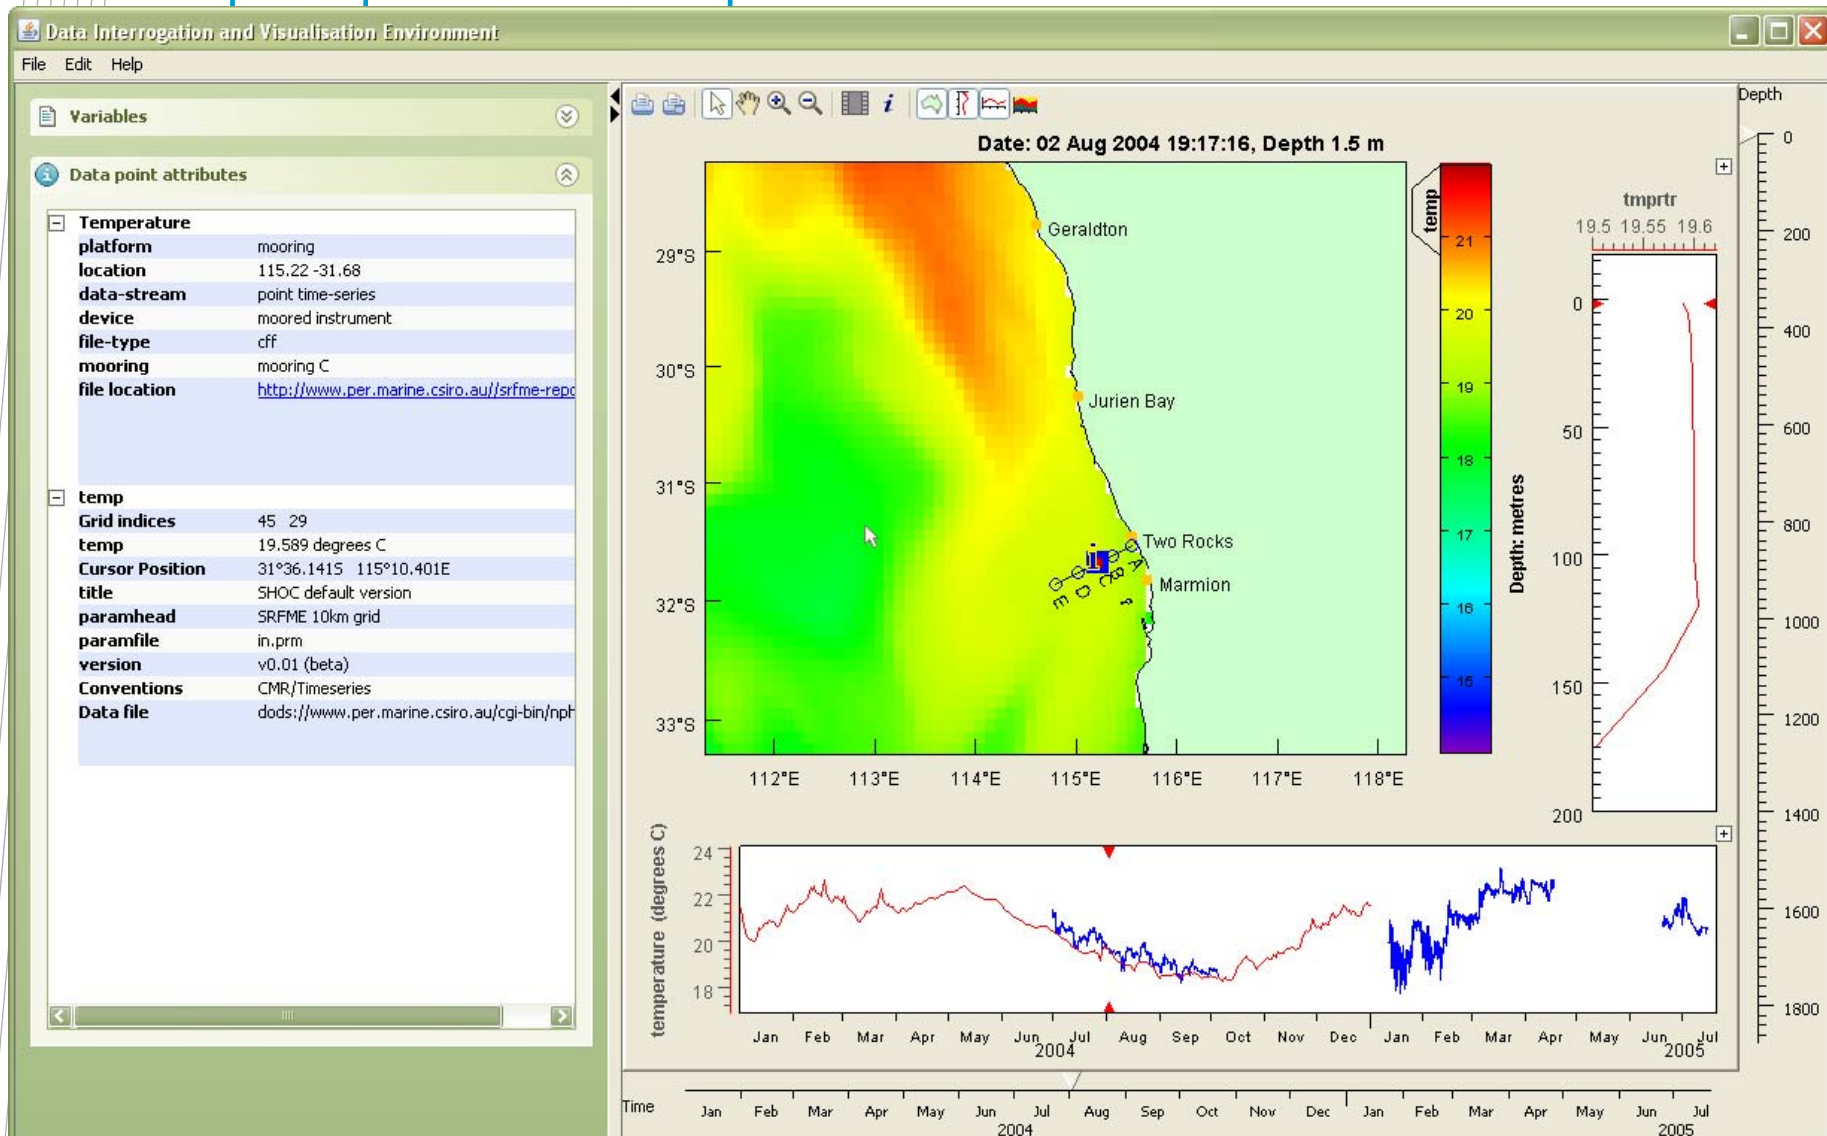 Data Interrogation and Visualisation Environment
File Edit Help
Variables
Data point attributes
Temperature
platform mooring
location 115.22 -31.68
data-stream point time-series
device moored instrument
file-type cff
mooring mooring C
file location http://www.per.marine.csiro.au//srfme-repo
temp
Grid indices 45 29
temp 19.589 degrees C
Cursor Position 31°36.141S 115°10.401E
title SHOC default version
paramhead SRFME 10km grid
paramfile in.prm
version v0.01 (beta)
Conventions CMR/Timeseries
Data file dods://www.per.marine.csiro.au/cgi-bin/nph
Date: 02 Aug 2004 19:17:16, Depth 1.5 m
29°S
30°S
31°S
32°S
33°S
112°E 113°E 114°E 115°E 116°E 117°E 118°E
Geraldton
Jurien Bay
Two Rocks
Marmion
i
A
B
C
D
E
f
temp
21
20
19
18
17
16
15
Depth: metres
tmprtr
19.5 19.55 19.6
0
50
100
150
200
Depth
0
200
400
600
800
1000
1200
1400
1600
1800
temperature (degrees C)
24
22
20
18
Jan Feb Mar Apr May Jun Jul Aug Sep Oct Nov Dec Jan Feb Mar Apr May Jun Jul
2004 2005
Time
Jan Feb Mar Apr May Jun Jul Aug Sep Oct Nov Dec Jan Feb Mar Apr May Jun Jul
2004 2005